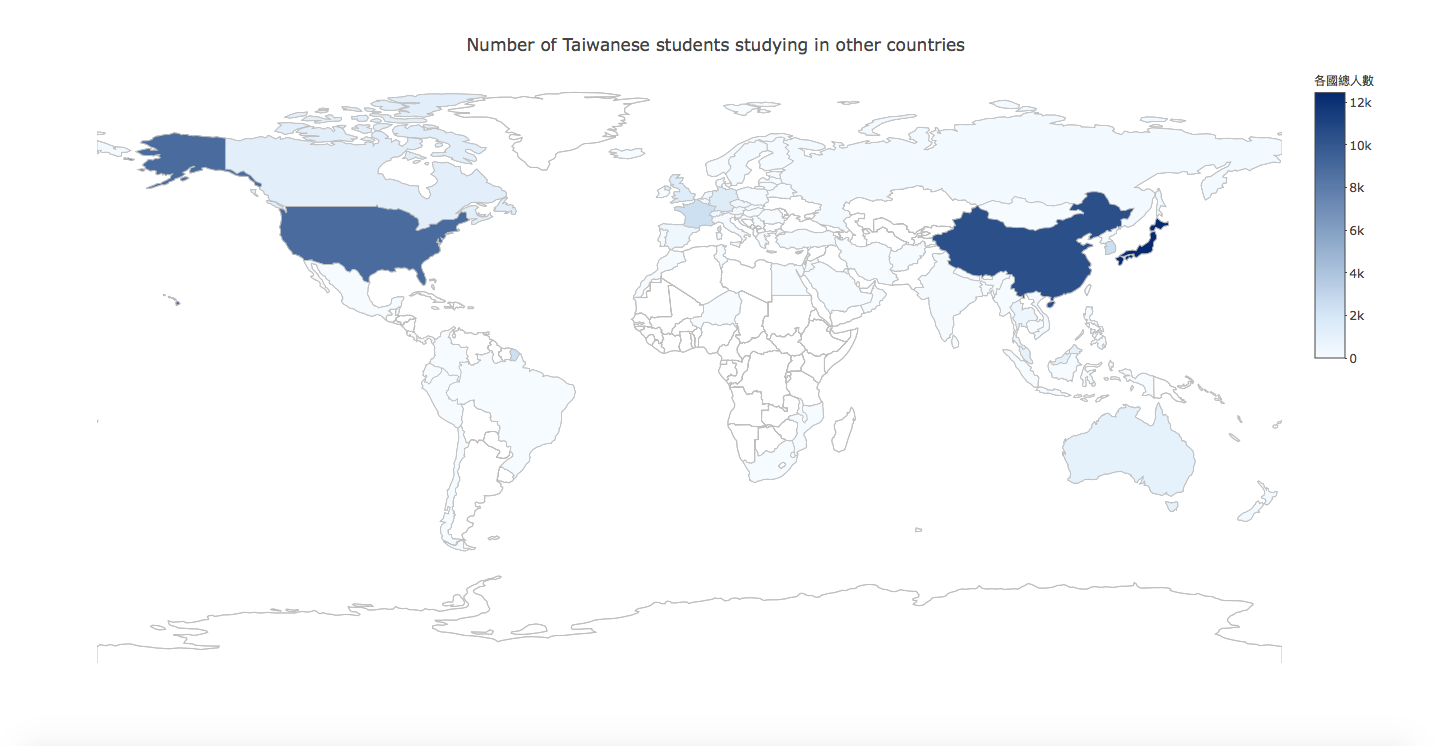 Number of Taiwanese students studying in other countries
各國總人數
12k
10k
8k
6k
4k
2k
0